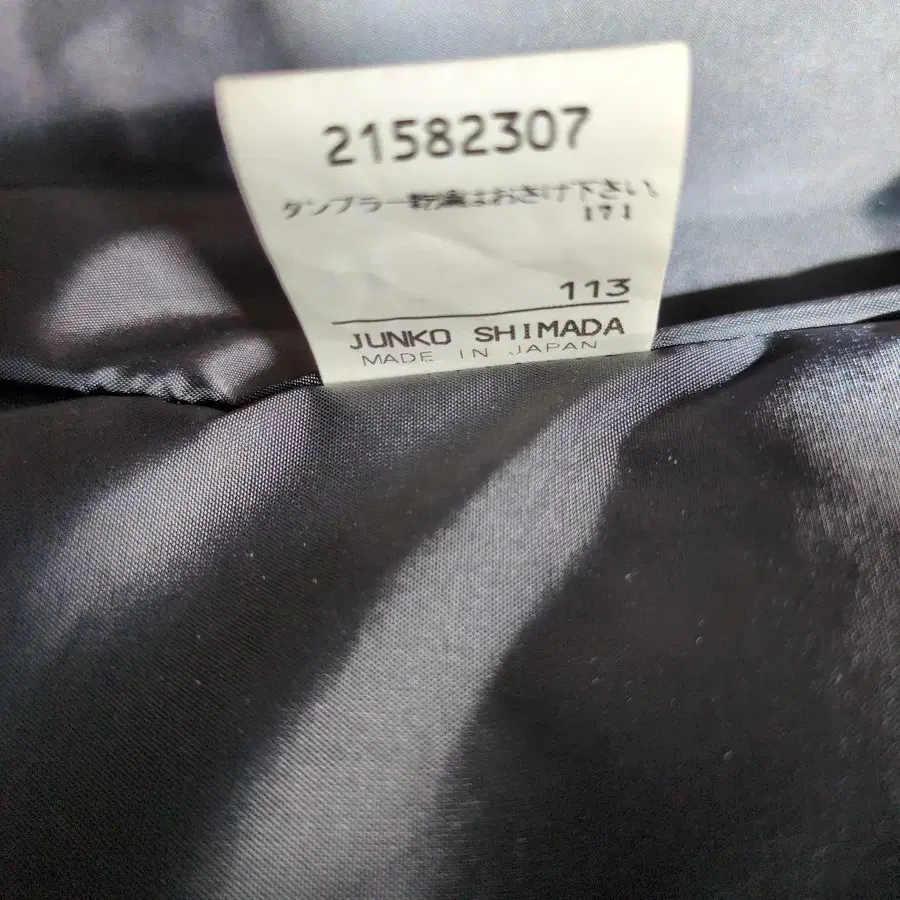 21582307
タンブラー乾燥はおさけ下さい。
171
113
JUNKO SHIMADA
MADE IN JAPAN